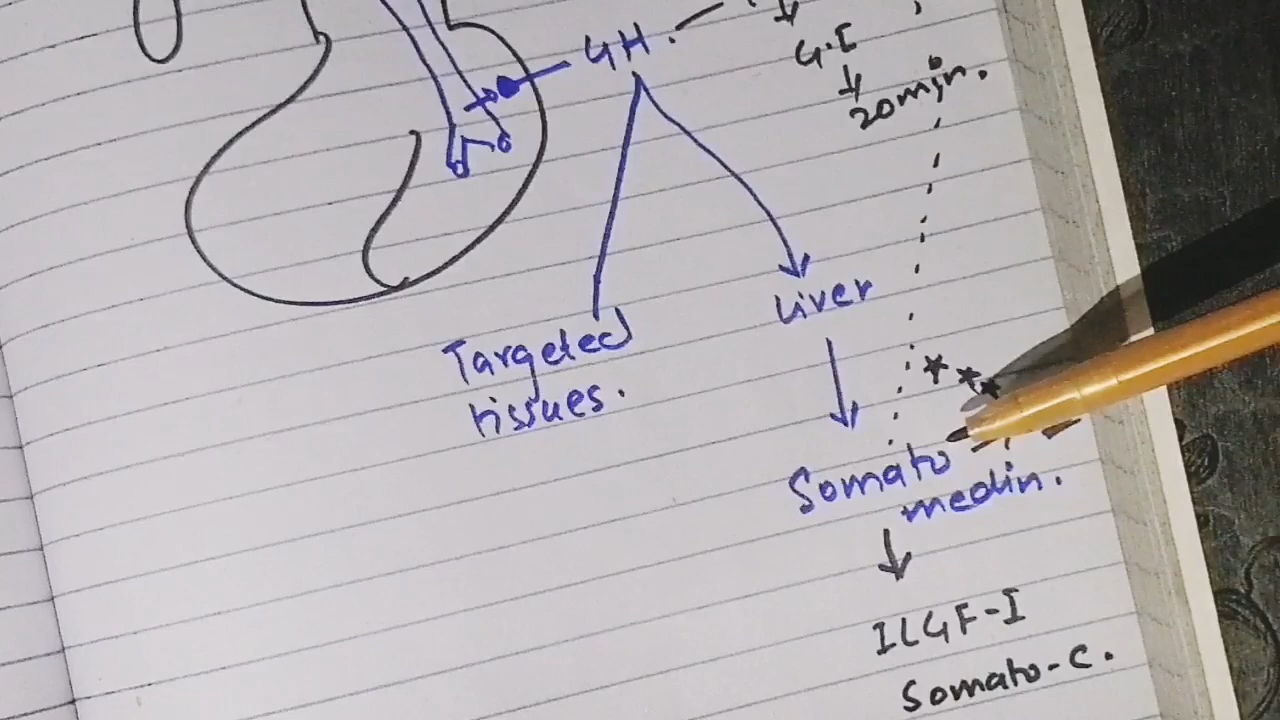 GH.
G.I
20min.
Liver
Targeted
tissues.
Somato
medin.
ILGF-I
Somato-C.